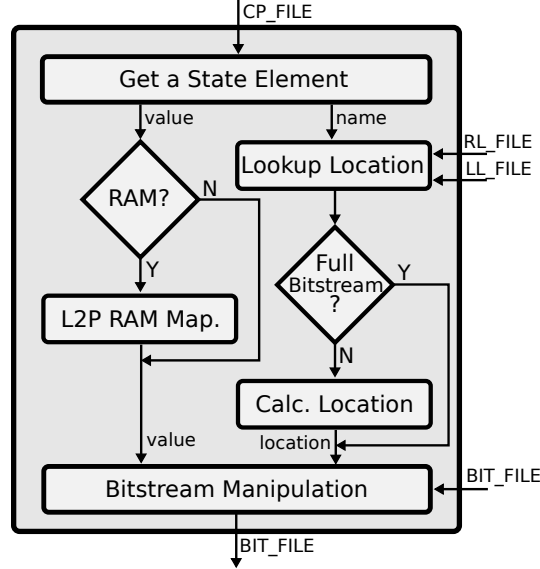 CP_FILE
Get a State Element
value
name
RL_FILE
Lookup Location
LL_FILE
RAM?
N
Full
Bitstream
?
Y
Y
L2P RAM Map.
N
Calc. Location
value
location
Bitstream Manipulation
BIT_FILE
BIT_FILE